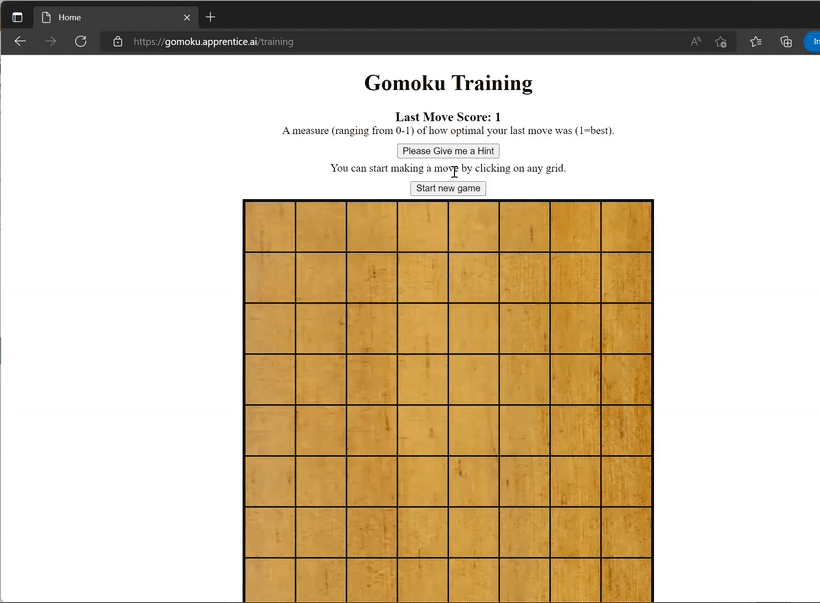 Home
https://gomoku.apprentice.ai/training
Gomoku Training
Last Move Score: 1
A measure (ranging from 0-1) of how optimal your last move was (1=best).
Please Give me a Hint
You can start making a move by clicking on any grid.
Start new game